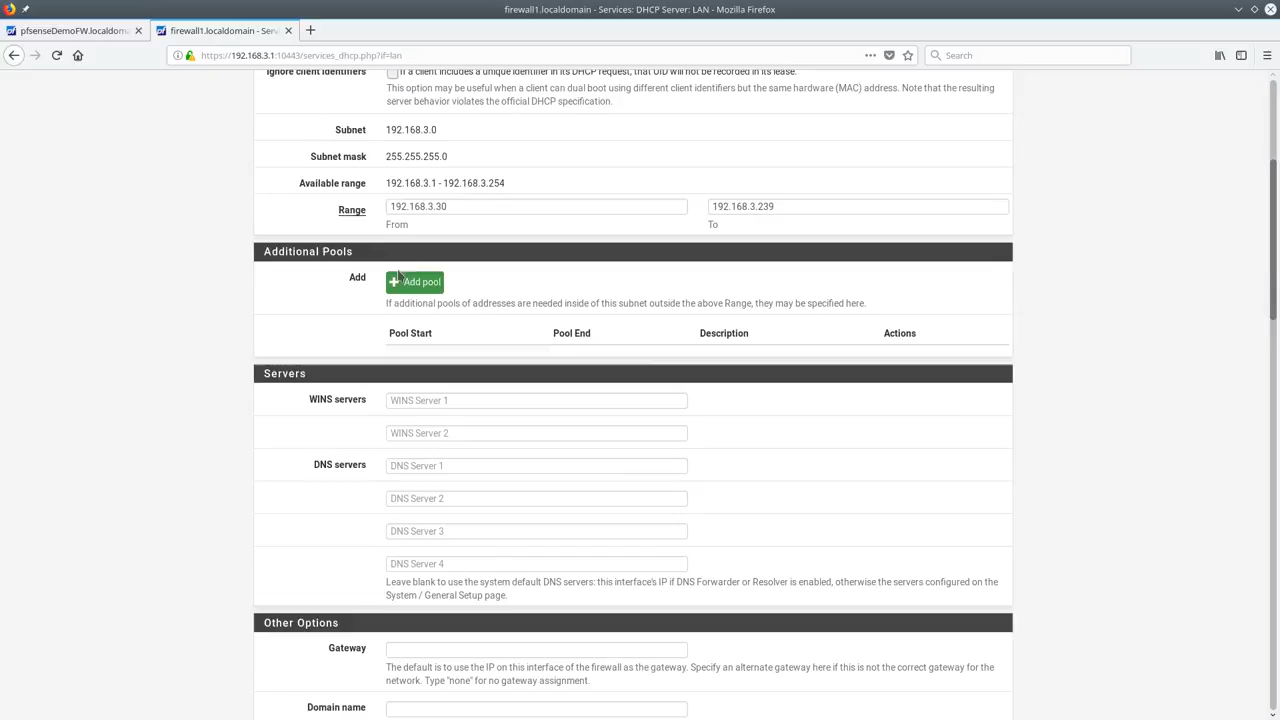 firewall1.localdomain - Services: DHCP Server: LAN - Mozilla Firefox
pfsenseDemoFW.localdom
firewall1.localdomain - Serv
https://192.168.3.1:10443/services_dhcp.php?if=lan
Search
Ignore client identifiers
If a client includes a unique identifier in its DHCP request, that UID will not be recorded in its lease.
This option may be useful when a client can dual boot using different client identifiers but the same hardware (MAC) address. Note that the resulting
server behavior violates the official DHCP specification.
Subnet 192.168.3.0
Subnet mask 255.255.255.0
Available range 192.168.3.1 - 192.168.3.254
Range 192.168.3.30 192.168.3.239
From To
Additional Pools
Add Add pool
If additional pools of addresses are needed inside of this subnet outside the above Range, they may be specified here.
Pool Start Pool End Description Actions
Servers
WINS servers WINS Server 1
WINS Server 2
DNS servers DNS Server 1
DNS Server 2
DNS Server 3
DNS Server 4
Leave blank to use the system default DNS servers: this interface's IP if DNS Forwarder or Resolver is enabled, otherwise the servers configured on the
System / General Setup page.
Other Options
Gateway
The default is to use the IP on this interface of the firewall as the gateway. Specify an alternate gateway here if this is not the correct gateway for the
network. Type "none" for no gateway assignment.
Domain name